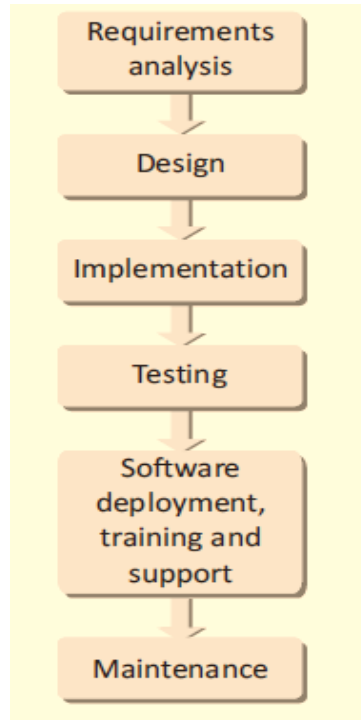 Requirements
analysis
Design
Implementation
Testing
Software
deployment,
training and
support
Maintenance